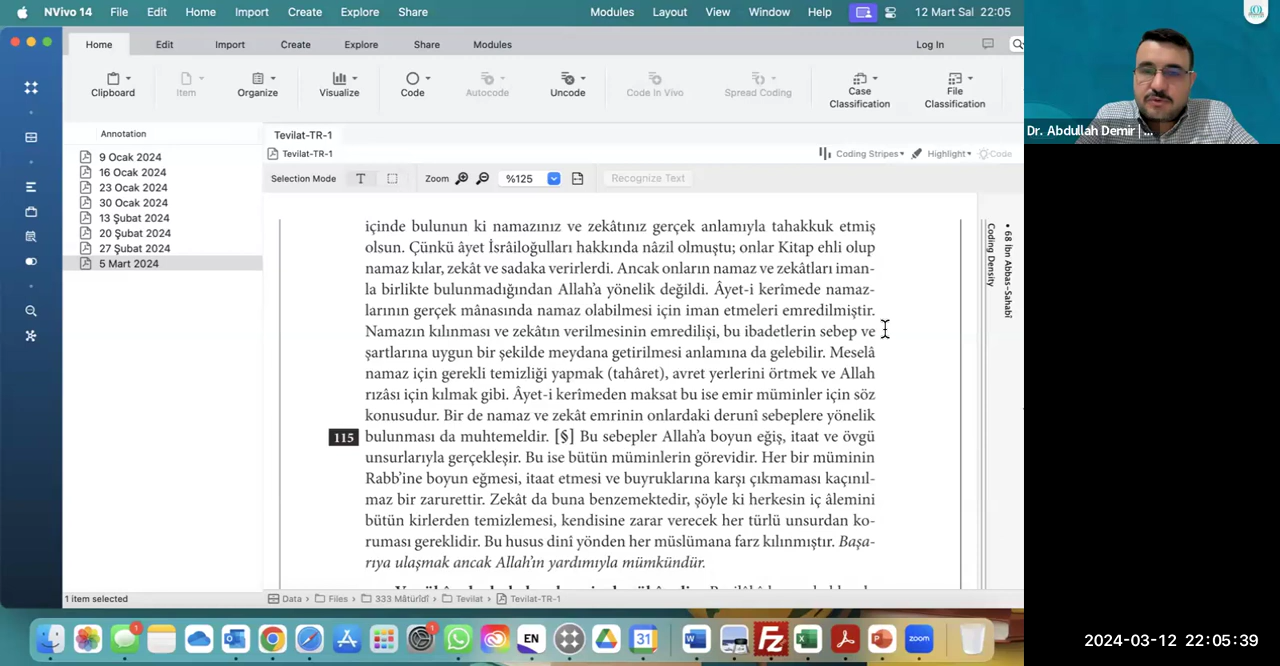 NVivo 14 File Edit Home Import Create Explore Share Modules Layout View Window Help 12 Mart Sal 22:05
Home Edit Import Create Explore Share Modules Log In
Clipboard Item Organize Visualize Code Autocode Uncode Code In Vivo Spread Coding Case Classification File Classification
Annotation
9 Ocak 2024
16 Ocak 2024
23 Ocak 2024
30 Ocak 2024
13 Şubat 2024
20 Şubat 2024
27 Şubat 2024
5 Mart 2024
1 item selected
Tevilat-TR-1
Tevilat-TR-1 Coding Stripes Highlight Code
Selection Mode T Zoom %125 Recognize Text
içinde bulunun ki namazınız ve zekâtınız gerçek anlamıyla tahakkuk etmiş
olsun. Çünkü âyet İsrâiloğulları hakkında nâzil olmuştu; onlar Kitap ehli olup
namaz kılar, zekât ve sadaka verirlerdi. Ancak onların namaz ve zekâtları iman-
la birlikte bulunmadığından Allah'a yönelik değildi. Âyet-i kerîmede namaz-
larının gerçek mânasında namaz olabilmesi için iman etmeleri emredilmiştir.
Namazın kılınması ve zekâtın verilmesinin emredilişi, bu ibadetlerin sebep ve
şartlarına uygun bir şekilde meydana getirilmesi anlamına da gelebilir. Meselâ
namaz için gerekli temizliği yapmak (tahâret), avret yerlerini örtmek ve Allah
rızâsı için kılmak gibi. Âyet-i kerîmeden maksat bu ise emir müminler için söz
konusudur. Bir de namaz ve zekât emrinin onlardaki derunî sebeplere yönelik
115 bulunması da muhtemeldir. [§] Bu sebepler Allah'a boyun eğiş, itaat ve övgü
unsurlarıyla gerçekleşir. Bu ise bütün müminlerin görevidir. Her bir müminin
Rabb'ine boyun eğmesi, itaat etmesi ve buyruklarına karşı çıkmaması kaçınıl-
maz bir zarurettir. Zekât da buna benzemektedir, şöyle ki herkesin iç âlemini
bütün kirlerden temizlemesi, kendisine zarar verecek her türlü unsurdan ko-
ruması gereklidir. Bu husus dinî yönden her müslümana farz kılınmıştır. Başa-
rıya ulaşmak ancak Allah'ın yardımıyla mümkündür.
Coding Density
68 İbn Abbas-Sahabî
Data Files 333 Mâtürîdî Tevilat Tevilat-TR-1
EN
zoom
Dr. Abdullah Demir | ...
2024-03-12 22:05:39